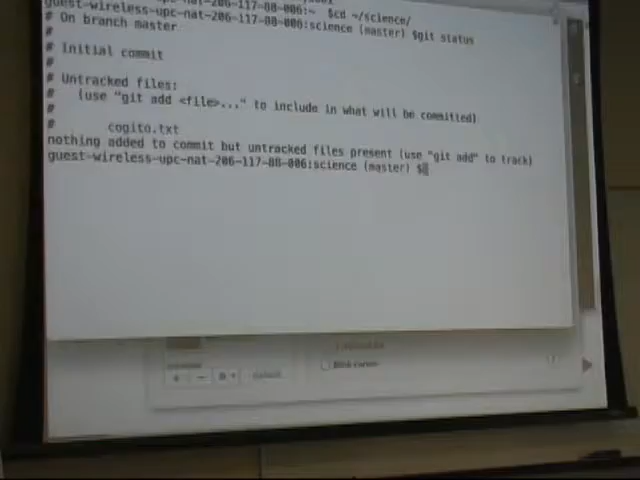 guest-wireless-upc-nat-206-117-88-006:~ $cd ~/science/
guest-wireless-upc-nat-206-117-88-006:science (master) $git status
# On branch master
#
# Initial commit
#
# Untracked files:
#   (use "git add <file>..." to include in what will be committed)
#
#       cogito.txt
nothing added to commit but untracked files present (use "git add" to track)
guest-wireless-upc-nat-206-117-88-006:science (master) $
Blink cursor